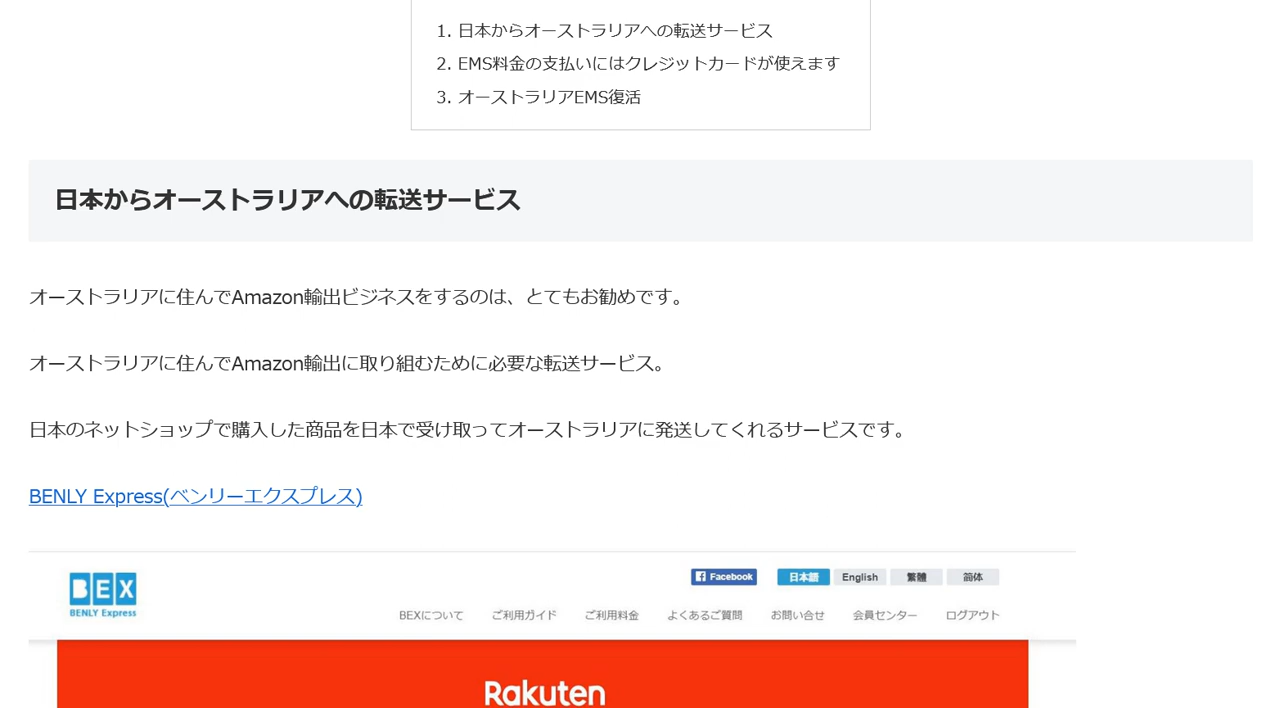 1. 日本からオーストラリアへの転送サービス
2. EMS料金の支払いにはクレジットカードが使えます
3. オーストラリアEMS復活
日本からオーストラリアへの転送サービス
オーストラリアに住んでAmazon輸出ビジネスをするのは、とてもお勧めです。
オーストラリアに住んでAmazon輸出に取り組むために必要な転送サービス。
日本のネットショップで購入した商品を日本で受け取ってオーストラリアに発送してくれるサービスです。
BENLY Express(ベンリーエクスプレス)
BEX
BENLY Express
Facebook 日本語 English 繁體 简体
BEXについて ご利用ガイド ご利用料金 よくあるご質問 お問い合せ 会員センター ログアウト
Rakuten